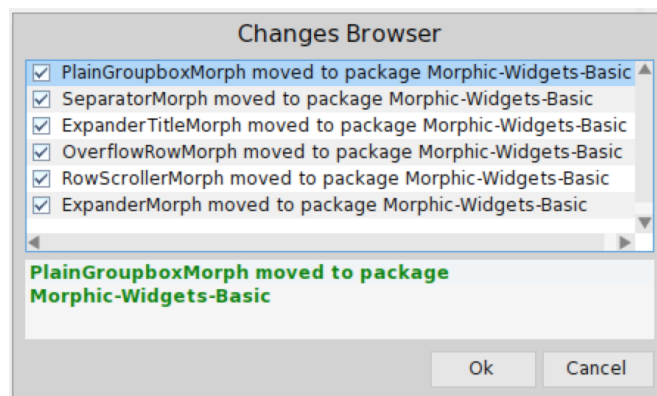 Changes Browser
PlainGroupboxMorph moved to package Morphic-Widgets-Basic
SeparatorMorph moved to package Morphic-Widgets-Basic
ExpanderTitleMorph moved to package Morphic-Widgets-Basic
OverflowRowMorph moved to package Morphic-Widgets-Basic
RowScrollerMorph moved to package Morphic-Widgets-Basic
ExpanderMorph moved to package Morphic-Widgets-Basic
PlainGroupboxMorph moved to package
Morphic-Widgets-Basic
Ok Cancel